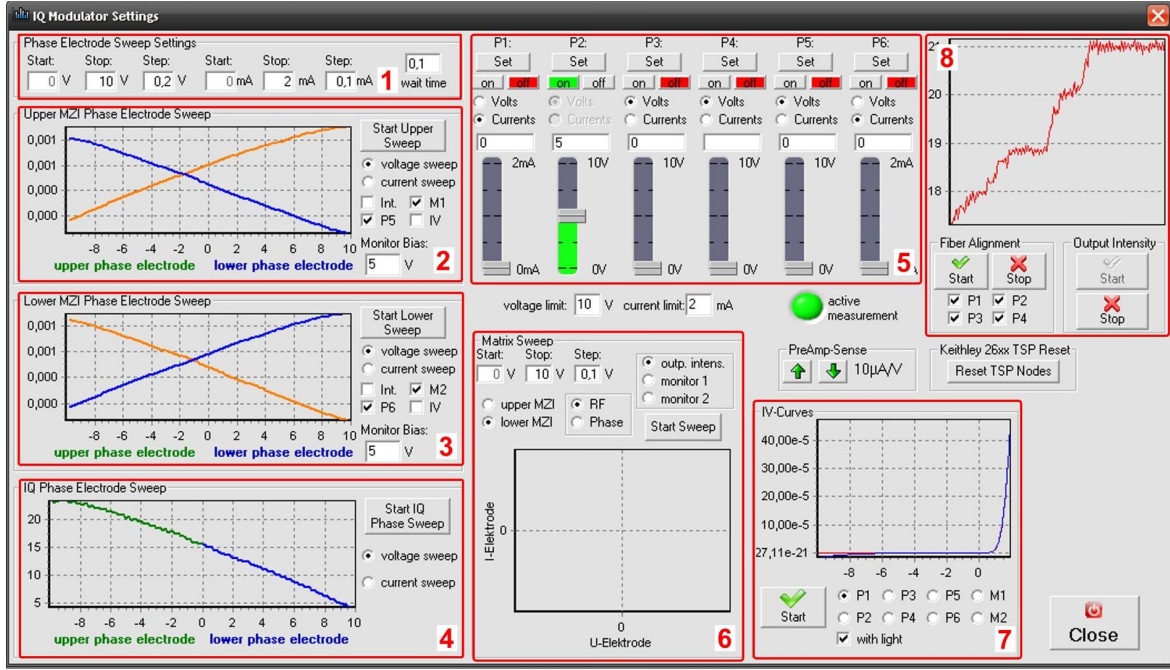 IQ Modulator Settings
Phase Electrode Sweep Settings
Start: Stop: Step: Start: Stop: Step: 0,1
0 V 10 V 0,2 V 0 mA 2 mA 0,1 mA wait time
1
Upper MZI Phase Electrode Sweep
0,001
0,001
0,000
0,000
-8 -6 -4 -2 0 2 4 6 8 10
upper phase electrode lower phase electrode
Start Upper
Sweep
voltage sweep
current sweep
Int. M1
P5 IV
Monitor Bias:
5 V
2
Lower MZI Phase Electrode Sweep
0,001
0,001
0,000
0,000
-8 -6 -4 -2 0 2 4 6 8 10
upper phase electrode lower phase electrode
Start Lower
Sweep
voltage sweep
current sweep
Int. M2
P6 IV
Monitor Bias:
5 V
3
IQ Phase Electrode Sweep
20
15
10
5
-8 -6 -4 -2 0 2 4 6 8 10
upper phase electrode lower phase electrode
Start IQ
Phase Sweep
voltage sweep
current sweep
4
P1: P2: P3: P4: P5: P6:
Set Set Set Set Set Set
on off on off on off on off on off on off
Volts Volts Volts Volts Volts Volts
Currents Currents Currents Currents Currents Currents
0 5 0 0 0
2mA 10V 10V 10V 10V 2mA
0mA 0V 0V 0V 0V 0mA
5
voltage limit: 10 V current limit: 2 mA
active
measurement
Matrix Sweep
Start: Stop: Step:
0 V 10 V 0,1 V
outp. intens.
monitor 1
monitor 2
upper MZI RF
lower MZI Phase
Start Sweep
I-Elektrode
0
0
U-Elektrode
6
PreAmp-Sense
10µA/V
Keithley 26xx TSP Reset
Reset TSP Nodes
IV-Curves
40,00e-5
30,00e-5
20,00e-5
10,00e-5
27,11e-21
-8 -6 -4 -2 0
Start
P1 P3 P5 M1
P2 P4 P6 M2
with light
7
8
21
20
19
18
Fiber Alignment
Start Stop
P1 P2
P3 P4
Output Intensity
Start
Stop
Close